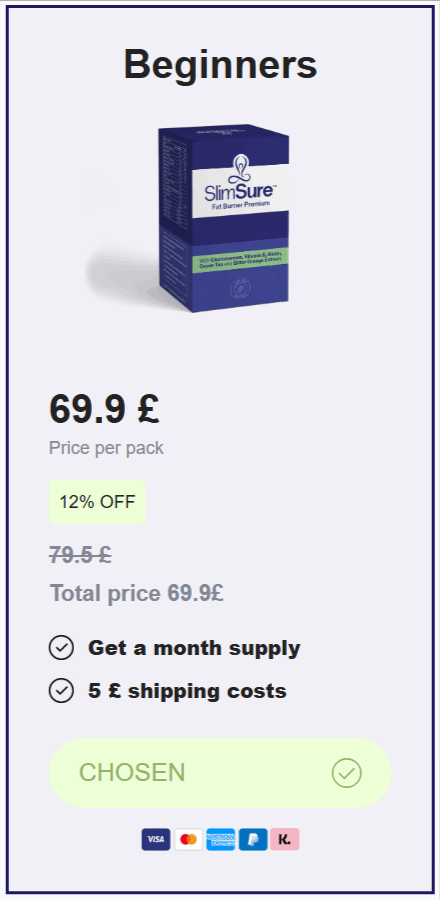 Beginners
SlimSure™
Fat Burner Premium
With Glucomannan, Vitamin B, Biotin,
Green Tea and Bitter Orange Extract
69.9 £
Price per pack
12% OFF
79.5 £
Total price 69.9£
Get a month supply
5 £ shipping costs
CHOSEN
VISA
AMERICAN
EXPRESS
K.